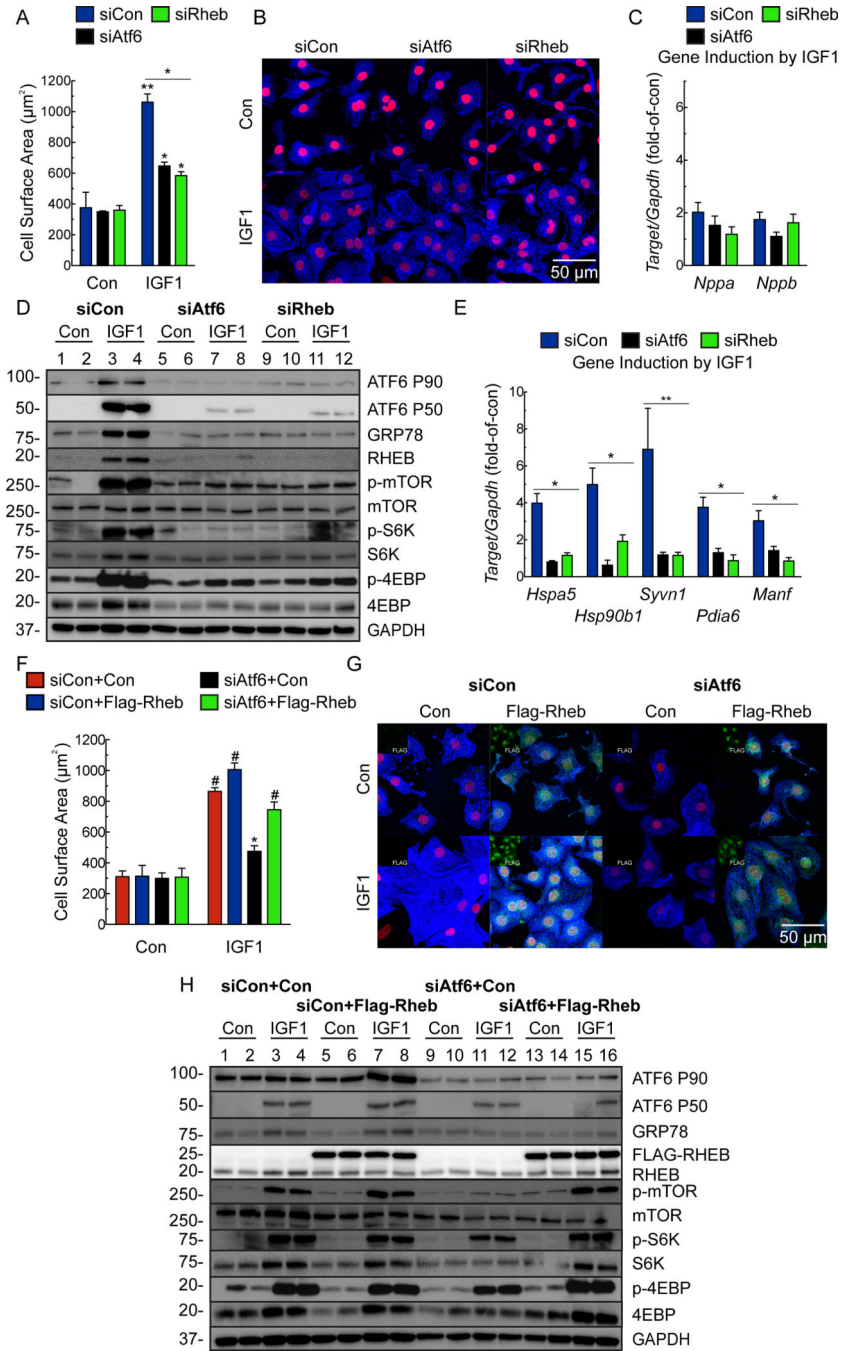 A
siCon siRheb
siAtf6
Cell Surface Area (µm²)
1200
1000
800
600
400
200
0
** * * *
Con IGF1
B
siCon siAtf6 siRheb
Con
IGF1
50 µm
C
siCon siRheb
siAtf6
Gene Induction by IGF1
Target/Gapdh (fold-of-con)
6
4
2
0
Nppa Nppb
D
siCon siAtf6 siRheb
Con IGF1 Con IGF1 Con IGF1
1 2 3 4 5 6 7 8 9 10 11 12
100- ATF6 P90
50- ATF6 P50
75- GRP78
20- RHEB
250- p-mTOR
250- mTOR
75- p-S6K
75- S6K
20- p-4EBP
20- 4EBP
37- GAPDH
E
siCon siAtf6 siRheb
Gene Induction by IGF1
Target/Gapdh (fold-of-con)
10
8
6
4
2
0
* * ** * *
Hspa5 Syvn1 Manf
Hsp90b1 Pdia6
F
siCon+Con siAtf6+Con
siCon+Flag-Rheb siAtf6+Flag-Rheb
Cell Surface Area (µm²)
1200
1000
800
600
400
200
0
# # * #
Con IGF1
G
siCon siAtf6
Con Flag-Rheb Con Flag-Rheb
Con
FLAG FLAG FLAG FLAG
IGF1
FLAG FLAG FLAG FLAG
50 µm
H
siCon+Con siAtf6+Con
siCon+Flag-Rheb siAtf6+Flag-Rheb
Con IGF1 Con IGF1 Con IGF1 Con IGF1
1 2 3 4 5 6 7 8 9 10 11 12 13 14 15 16
100- ATF6 P90
50- ATF6 P50
75- GRP78
25- FLAG-RHEB
20- RHEB
250- p-mTOR
250- mTOR
75- p-S6K
75- S6K
20- p-4EBP
20- 4EBP
37- GAPDH